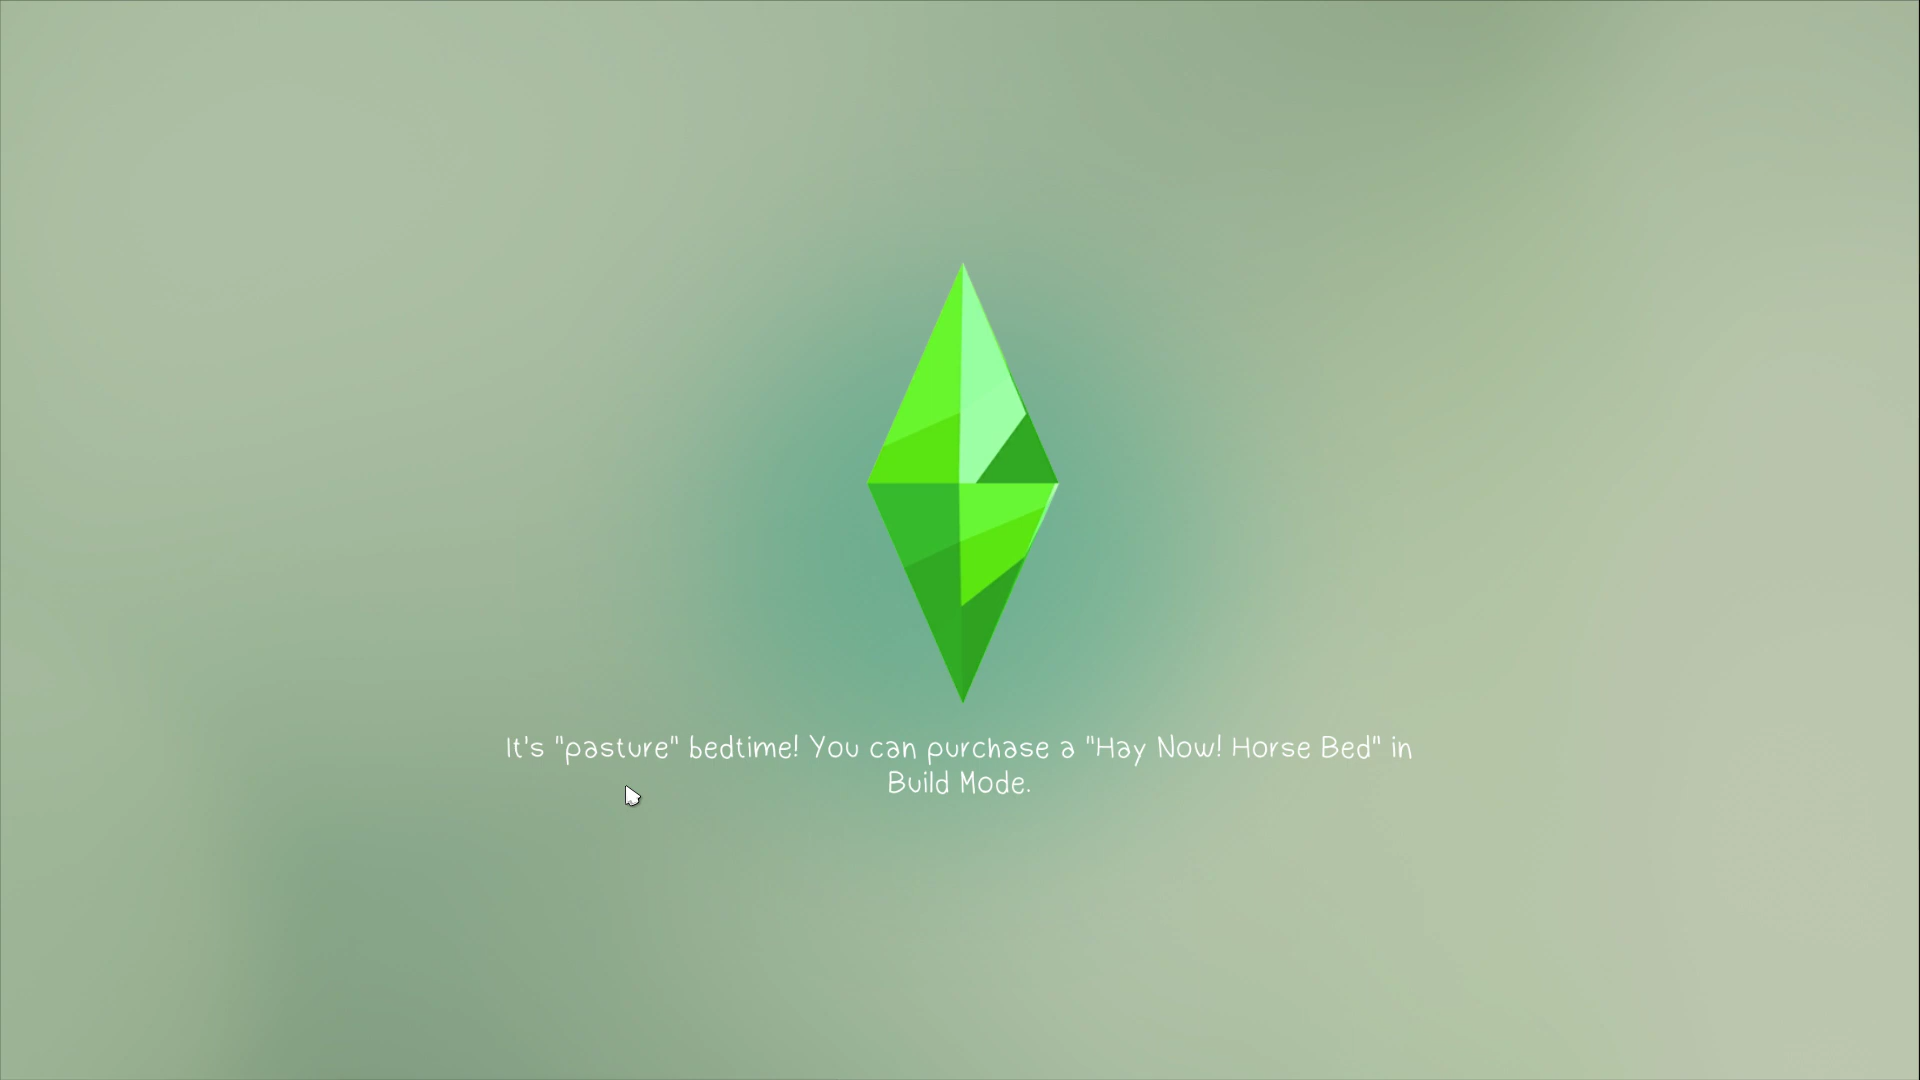 It's "pasture" bedtime! You can purchase a "Hay Now! Horse Bed" in
Build Mode.